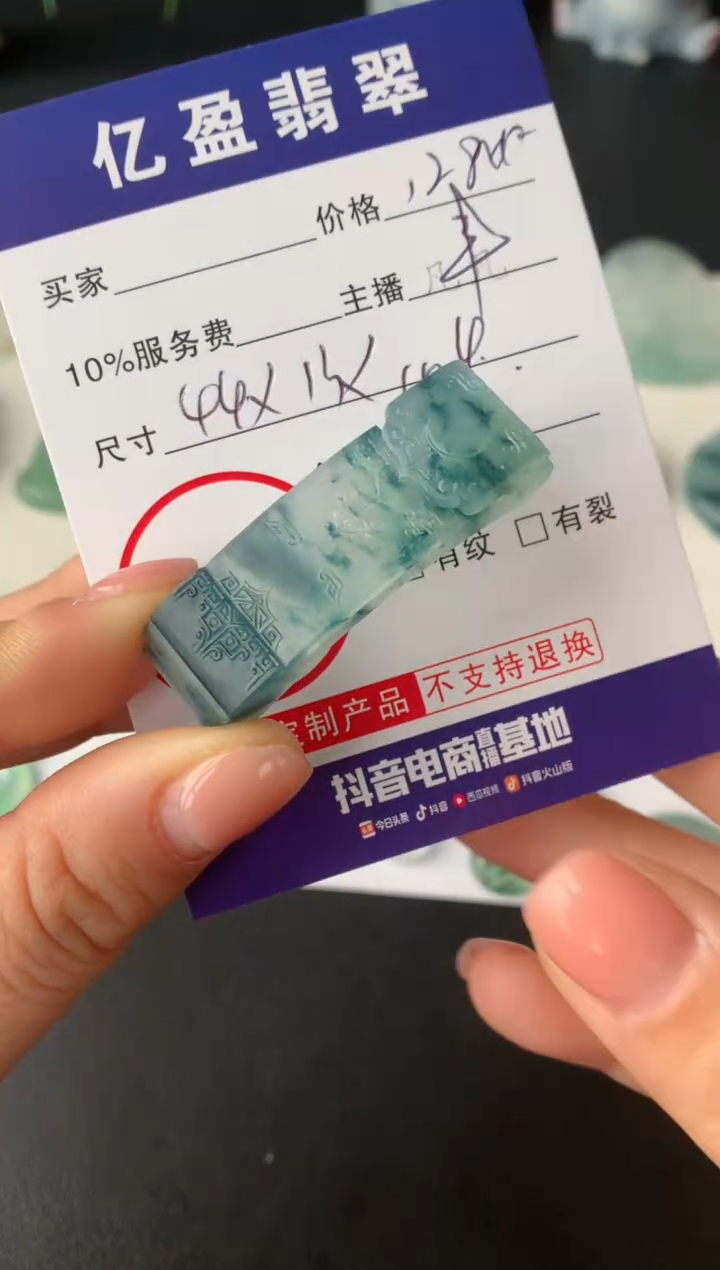 亿盈翡翠
价格 1280
买家
主播
10%服务费
尺寸 44X
有纹 □有裂
制产品 不支持退换
抖音电商直播基地
今日头条 抖音 西瓜视频 抖音火山版